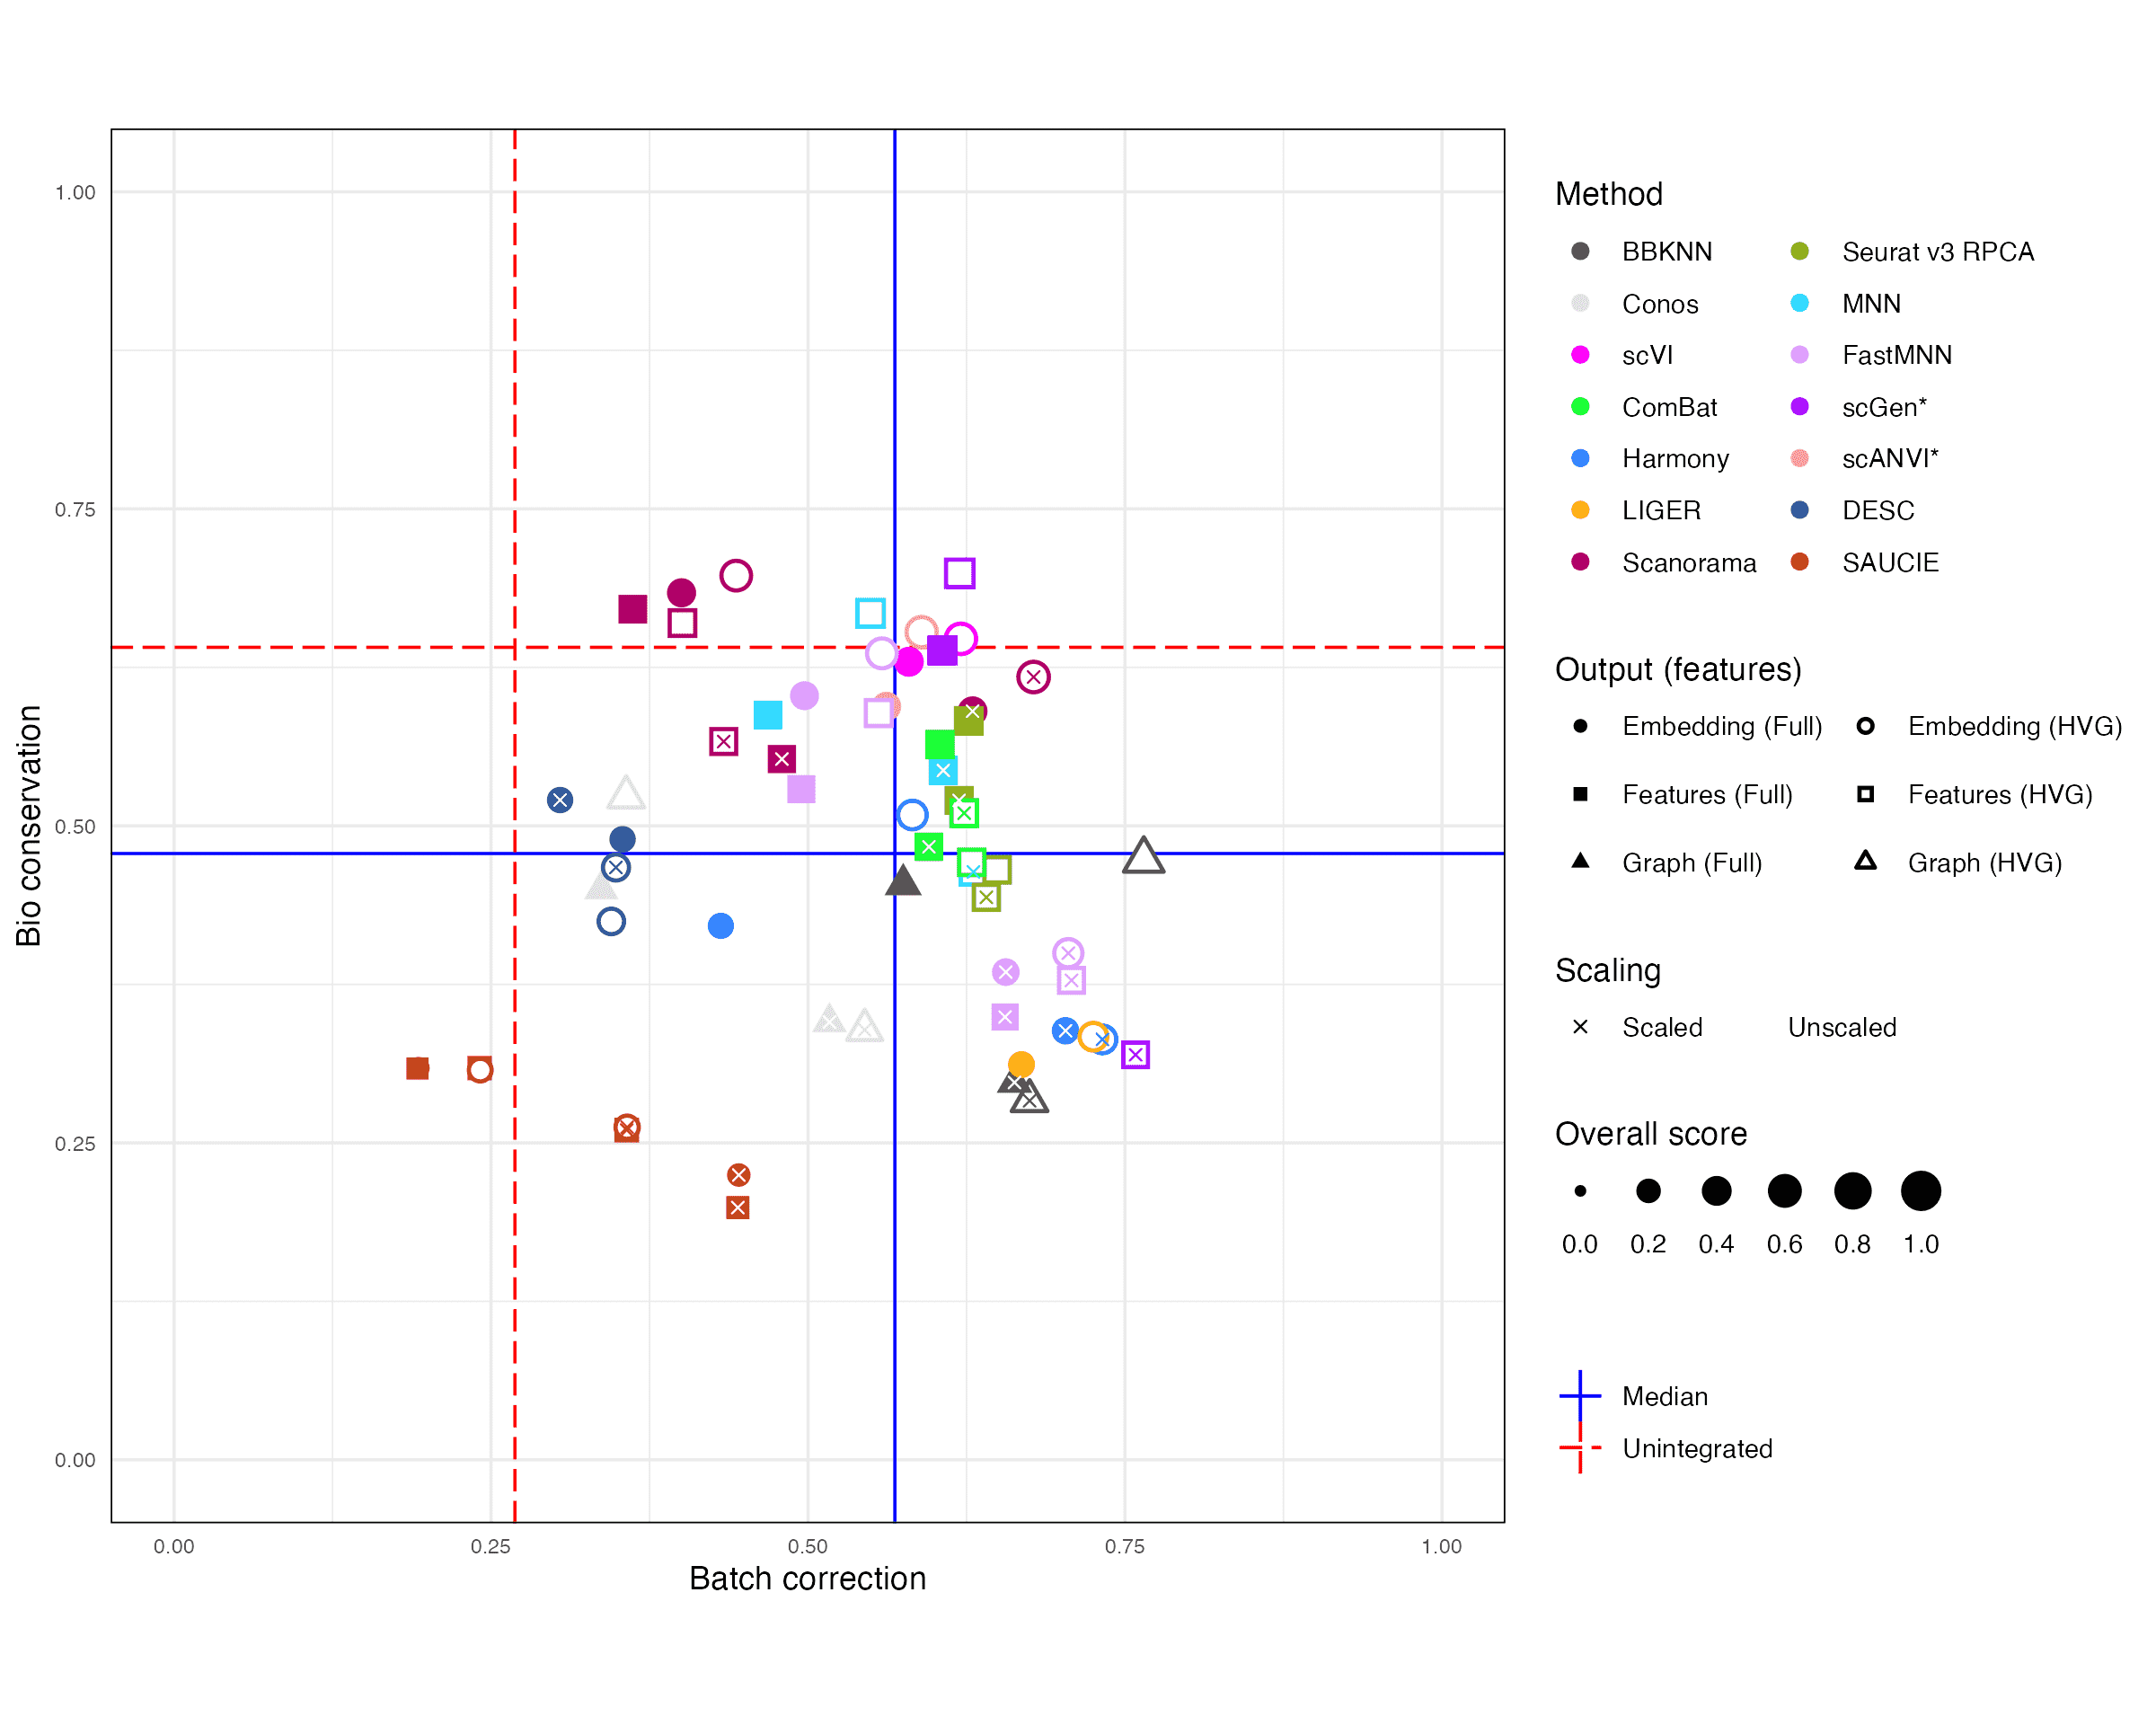 1.00
0.75
0.50
0.25
0.00
Bio conservation
0.00 0.25 0.50 0.75 1.00
Batch correction
Method
BBKNN Seurat v3 RPCA
Conos MNN
scVI FastMNN
ComBat scGen*
Harmony scANVI*
LIGER DESC
Scanorama SAUCIE
Output (features)
Embedding (Full) Embedding (HVG)
Features (Full) Features (HVG)
Graph (Full) Graph (HVG)
Scaling
Scaled Unscaled
Overall score
0.0 0.2 0.4 0.6 0.8 1.0
Median
Unintegrated